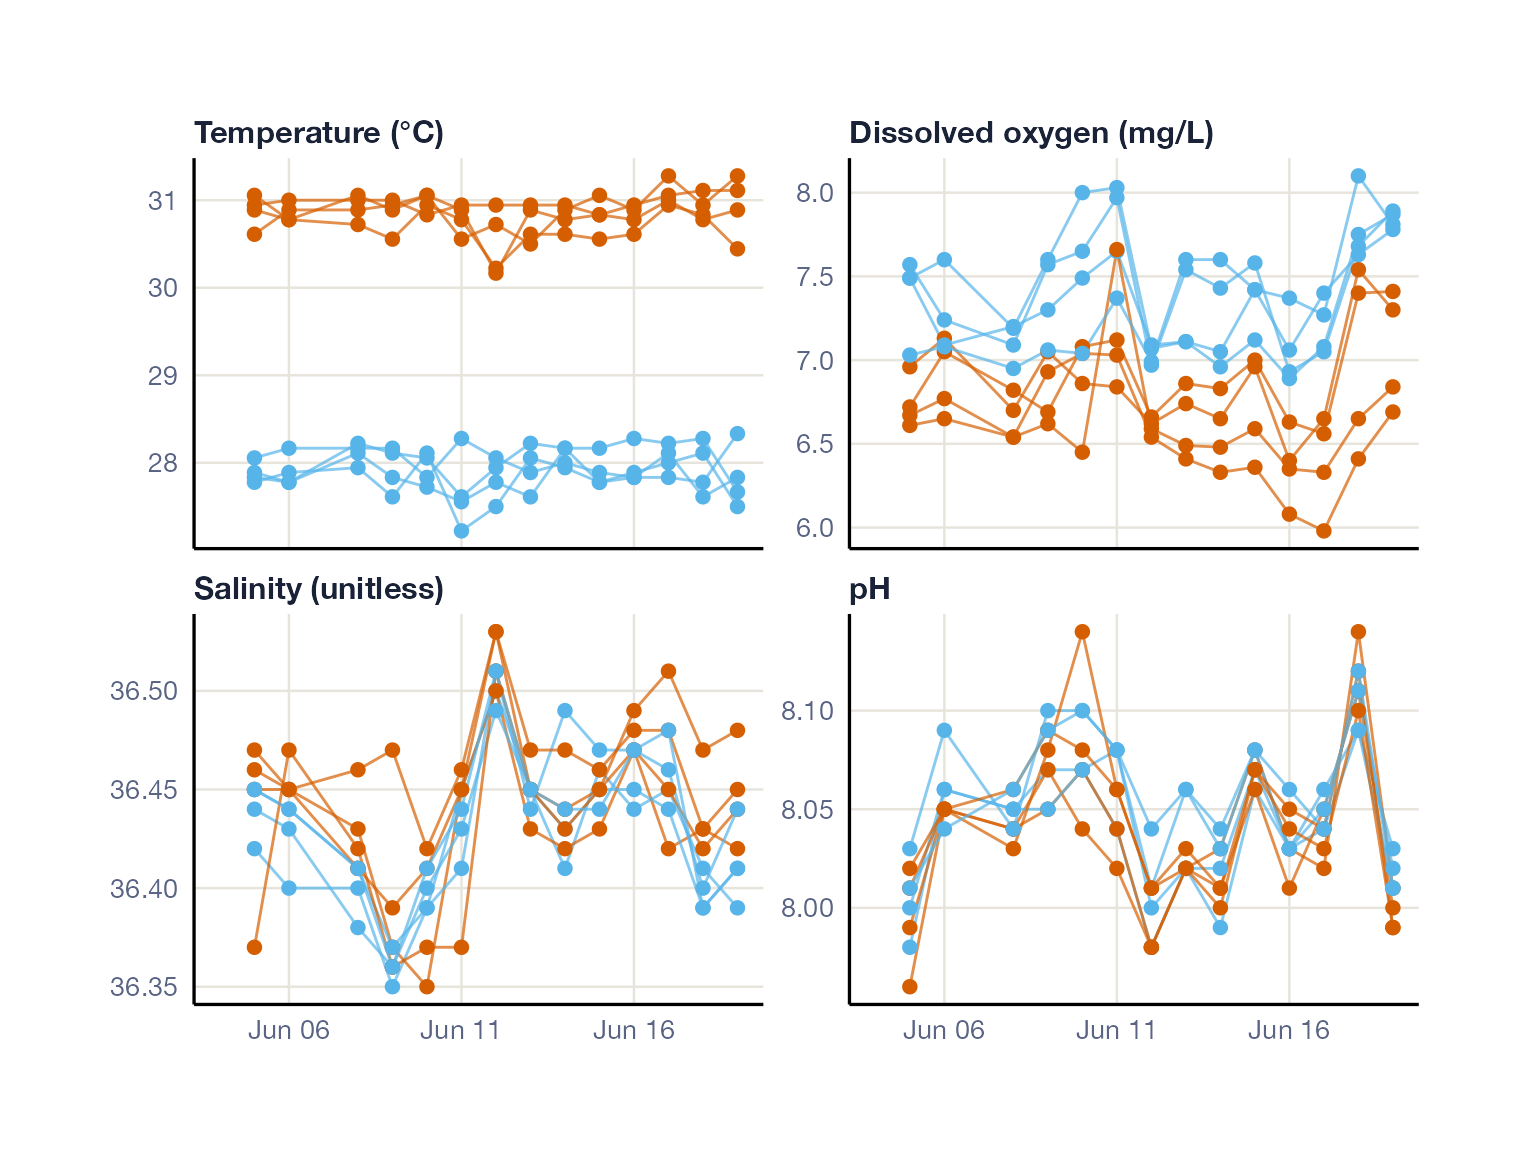 Temperature (°C)
31
30
29
28
Dissolved oxygen (mg/L)
8.0
7.5
7.0
6.5
6.0
Salinity (unitless)
36.50
36.45
36.40
36.35
Jun 06 Jun 11 Jun 16
pH
8.10
8.05
8.00
Jun 06 Jun 11 Jun 16